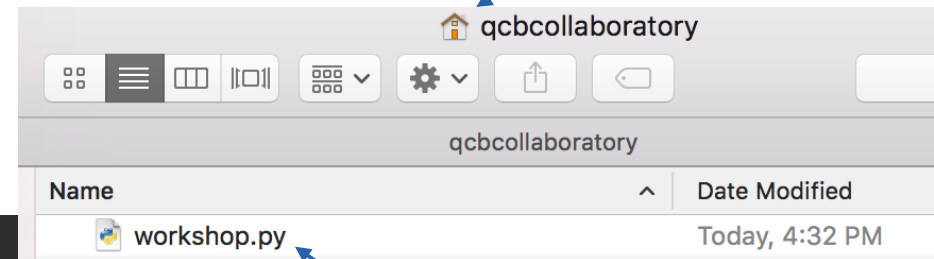 qcbcollaboratory
qcbcollaboratory
Name Date Modified
workshop.py Today, 4:32 PM